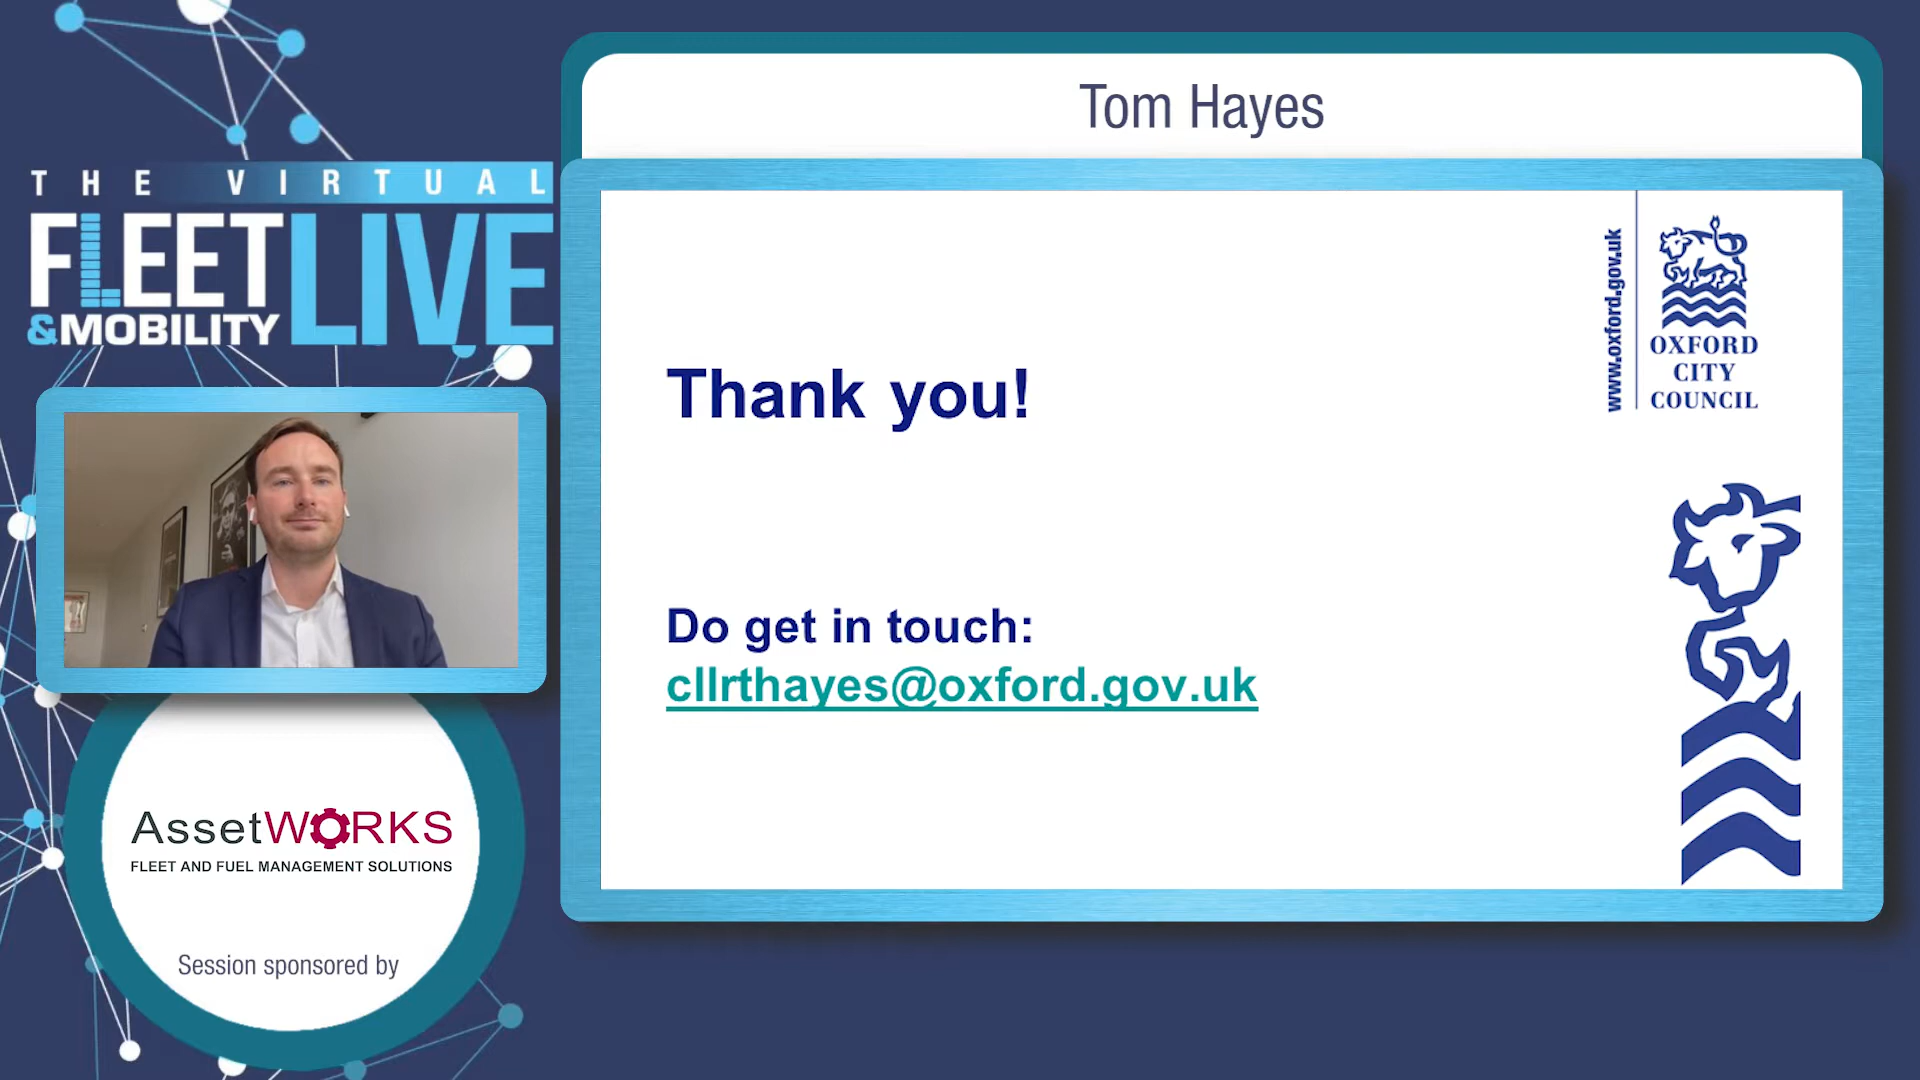 Tom Hayes
THE VIRTUAL
FLEET
&MOBILITY
LIVE
www.oxford.gov.uk
OXFORD
CITY
COUNCIL
Thank you!
Do get in touch:
cllrthayes@oxford.gov.uk
AssetWORKS
FLEET AND FUEL MANAGEMENT SOLUTIONS
Session sponsored by